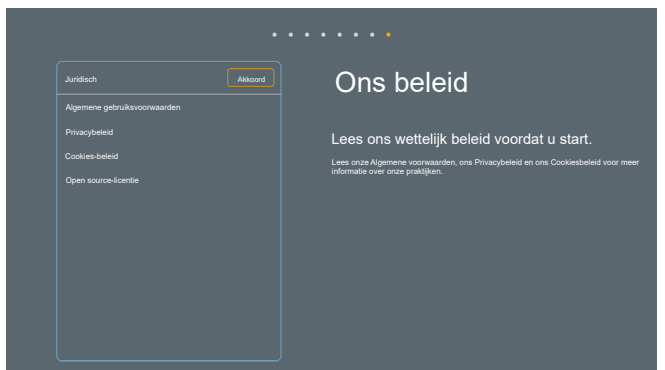 Juridisch
Akkoord
Algemene gebruiksvoorwaarden
Privacybeleid
Cookies-beleid
Open source-licentie
Ons beleid
Lees ons wettelijk beleid voordat u start.
Lees onze Algemene voorwaarden, ons Privacybeleid en ons Cookiesbeleid voor meer
informatie over onze praktijken.